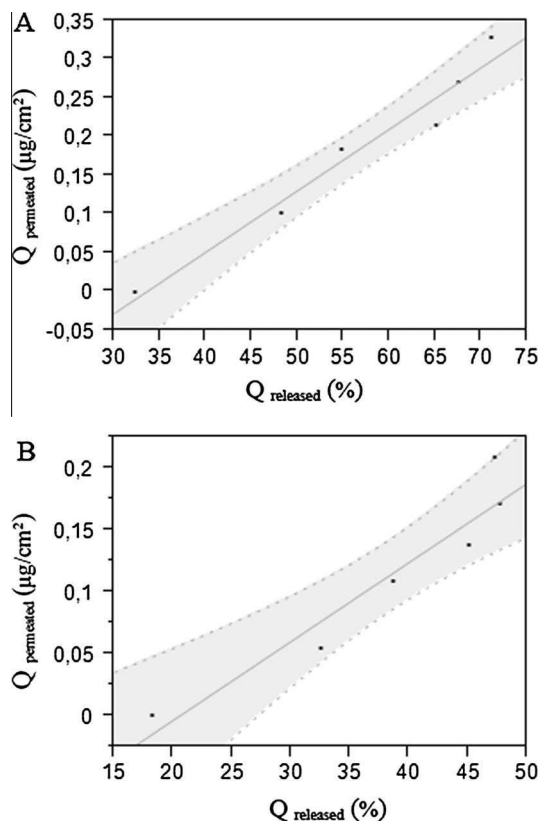 A
0,35
0,3
0,25
0,2
0,15
0,1
0,05
0
-0,05
Q permeated (µg/cm²)
30 35 40 45 50 55 60 65 70 75
Q released (%)
B
0,2
0,15
0,1
0,05
0
Q permeated (µg/cm²)
15 20 25 30 35 40 45 50
Q released (%)